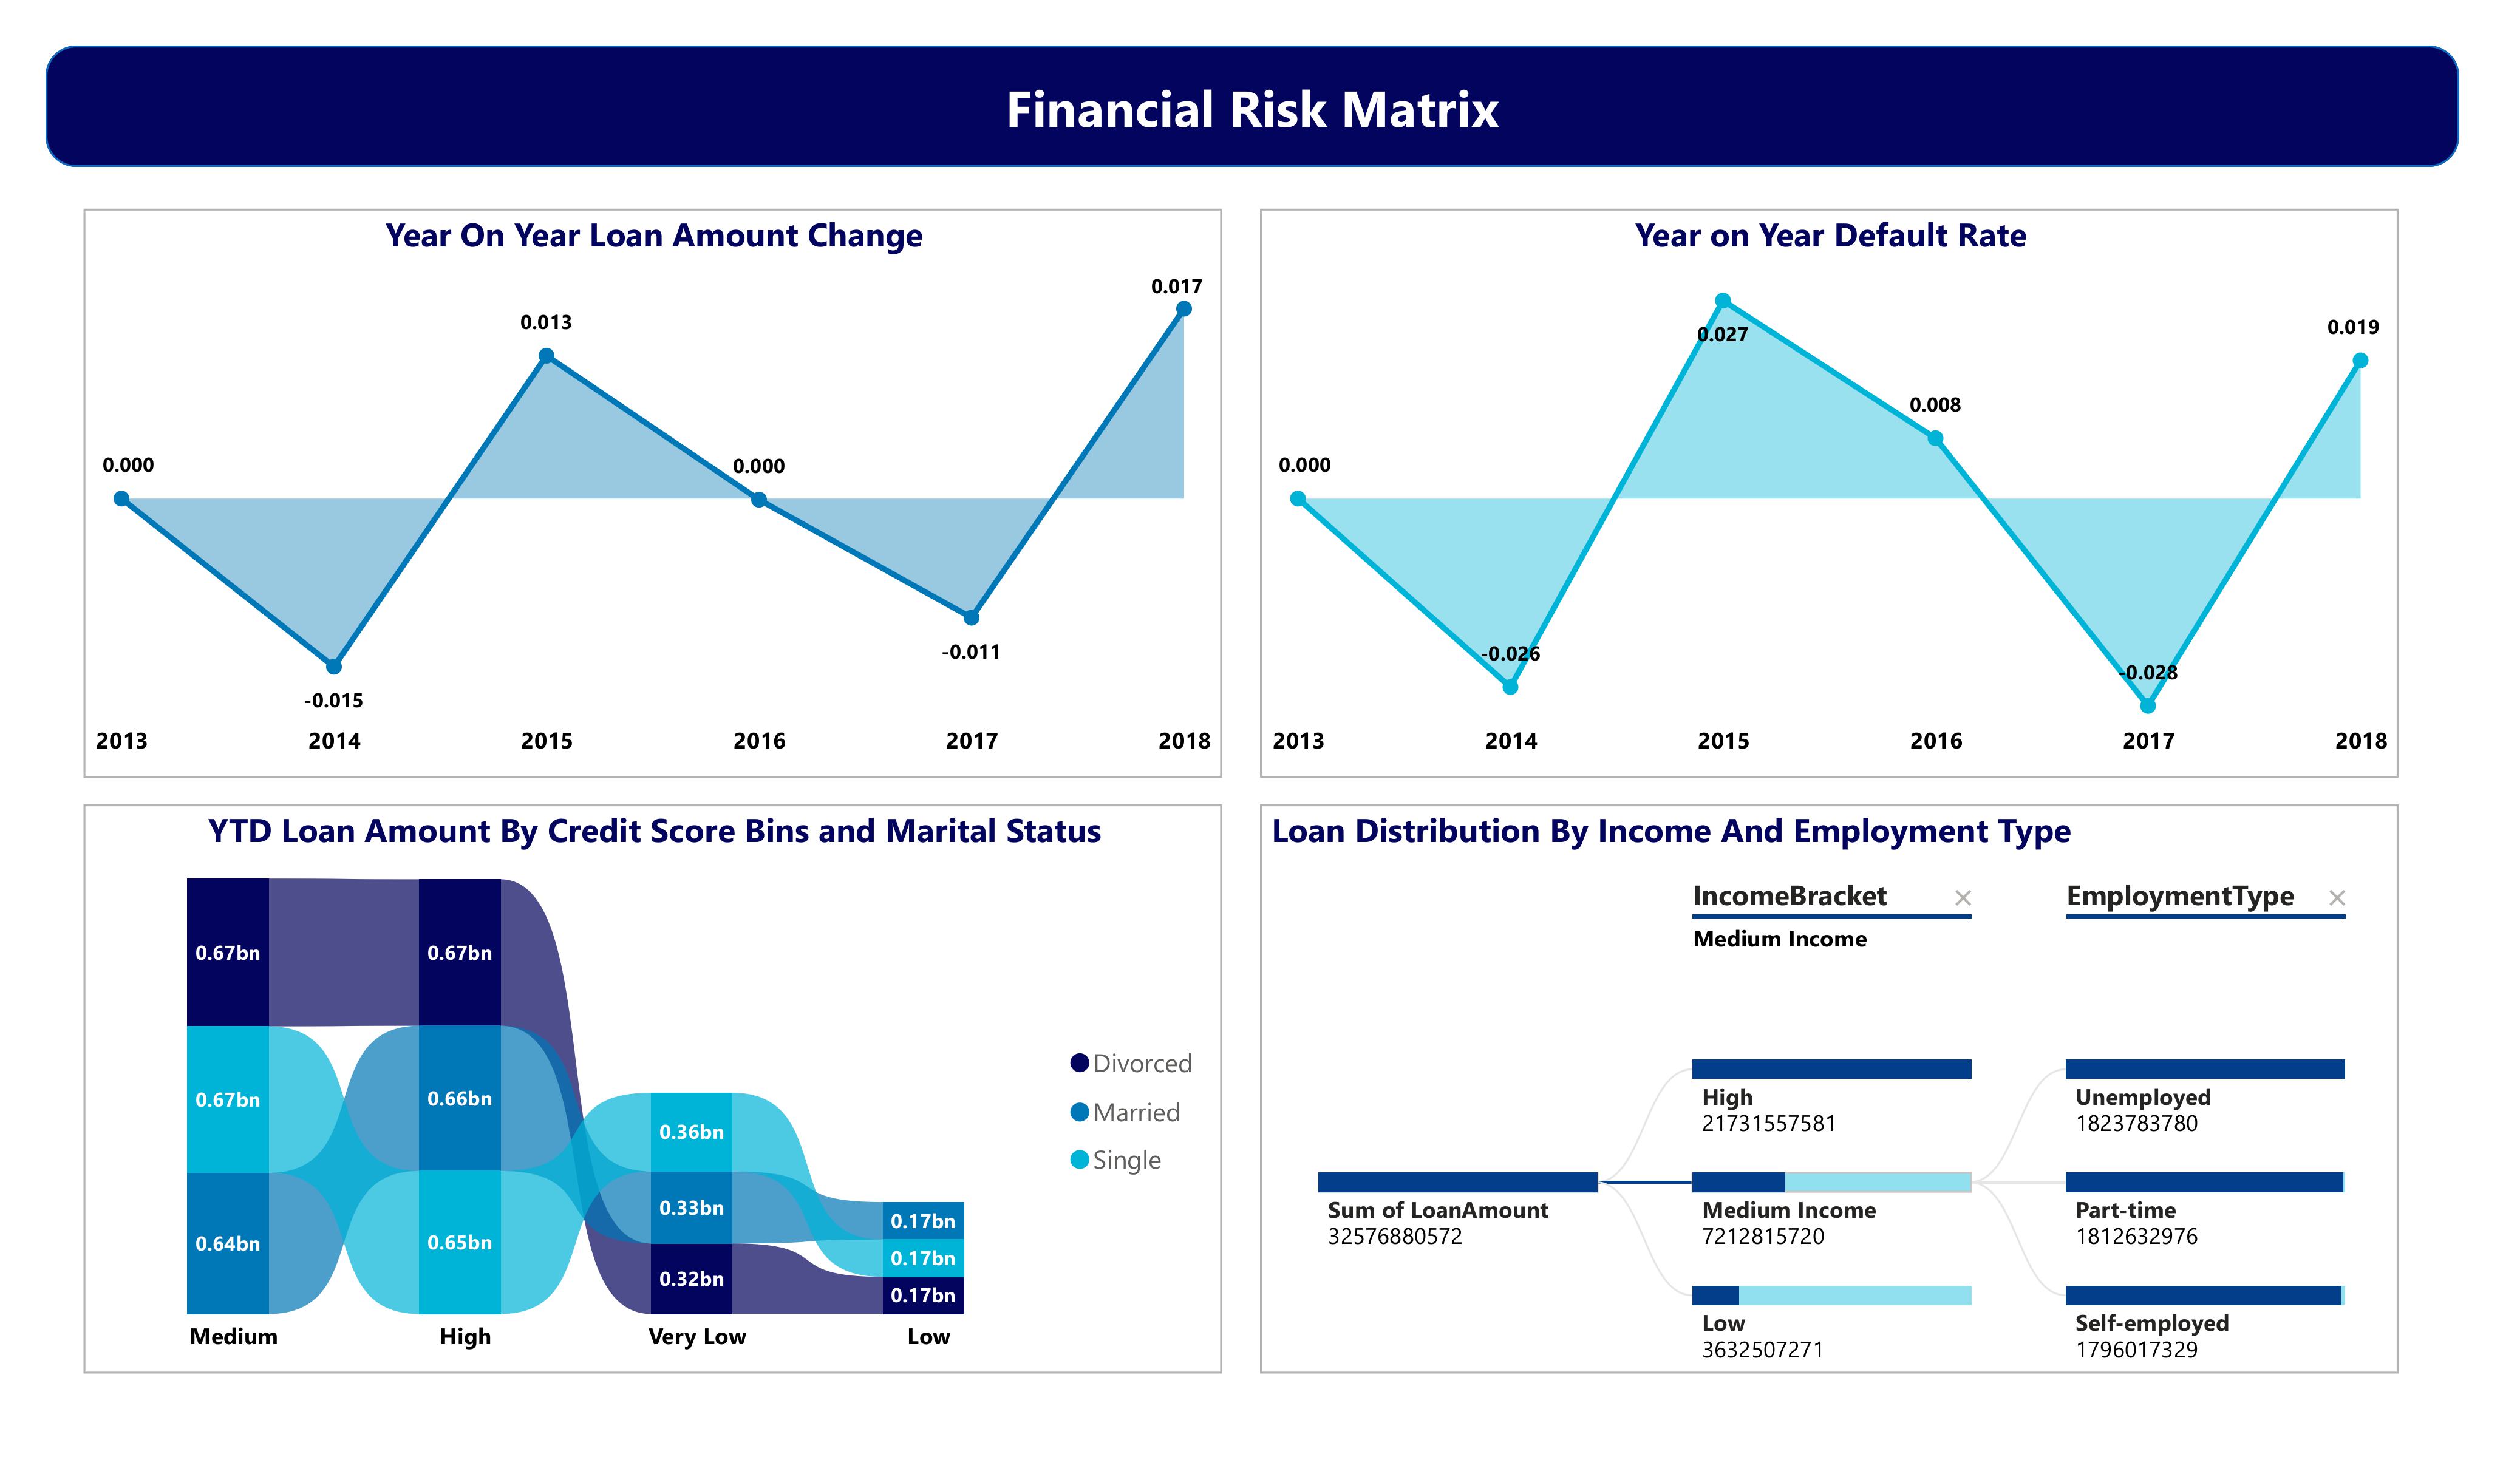 Financial Risk Matrix
Year On Year Loan Amount Change
0.017
0.013
0.000
0.000
-0.011
-0.015
2013 2014 2015 2016 2017 2018
Year on Year Default Rate
0.027
0.019
0.008
0.000
-0.026
-0.028
2013 2014 2015 2016 2017 2018
YTD Loan Amount By Credit Score Bins and Marital Status
0.67bn 0.67bn
0.67bn 0.66bn 0.36bn
0.64bn 0.65bn 0.33bn 0.17bn
0.32bn 0.17bn
0.17bn
Medium High Very Low Low
Divorced
Married
Single
Loan Distribution By Income And Employment Type
IncomeBracket × EmploymentType ×
Medium Income
High
21731557581
Unemployed
1823783780
Sum of LoanAmount
32576880572
Medium Income
7212815720
Part-time
1812632976
Low
3632507271
Self-employed
1796017329